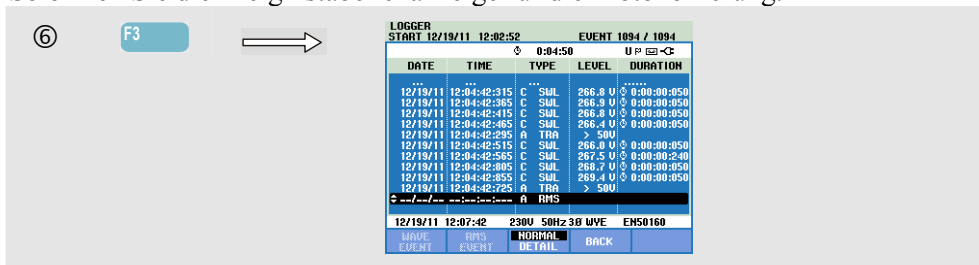 ⑥ F3
LOGGER
START 12/19/11 12:02:52 EVENT 1094 / 1094
0:04:50 U
DATE TIME TYPE LEVEL DURATION
... ... ... ......
12/19/11 12:04:42:315 C SWL 266.8 V 0:00:00:050
12/19/11 12:04:42:365 C SWL 266.9 V 0:00:00:050
12/19/11 12:04:42:415 C SWL 266.8 V 0:00:00:050
12/19/11 12:04:42:465 C SWL 266.4 V 0:00:00:050
12/19/11 12:04:42:295 A TRA > 50V
12/19/11 12:04:42:515 C SWL 266.0 V 0:00:00:050
12/19/11 12:04:42:565 C SWL 267.5 V 0:00:00:240
12/19/11 12:04:42:805 C SWL 268.7 V 0:00:00:050
12/19/11 12:04:42:855 C SWL 269.4 V 0:00:00:050
12/19/11 12:04:42:725 A TRA > 50V
--/--/-- --:--:--:--- A RMS
12/19/11 12:07:42 230V 50Hz 3Ø WYE EN50160
WAVE EVENT RMS EVENT NORMAL DETAIL BACK